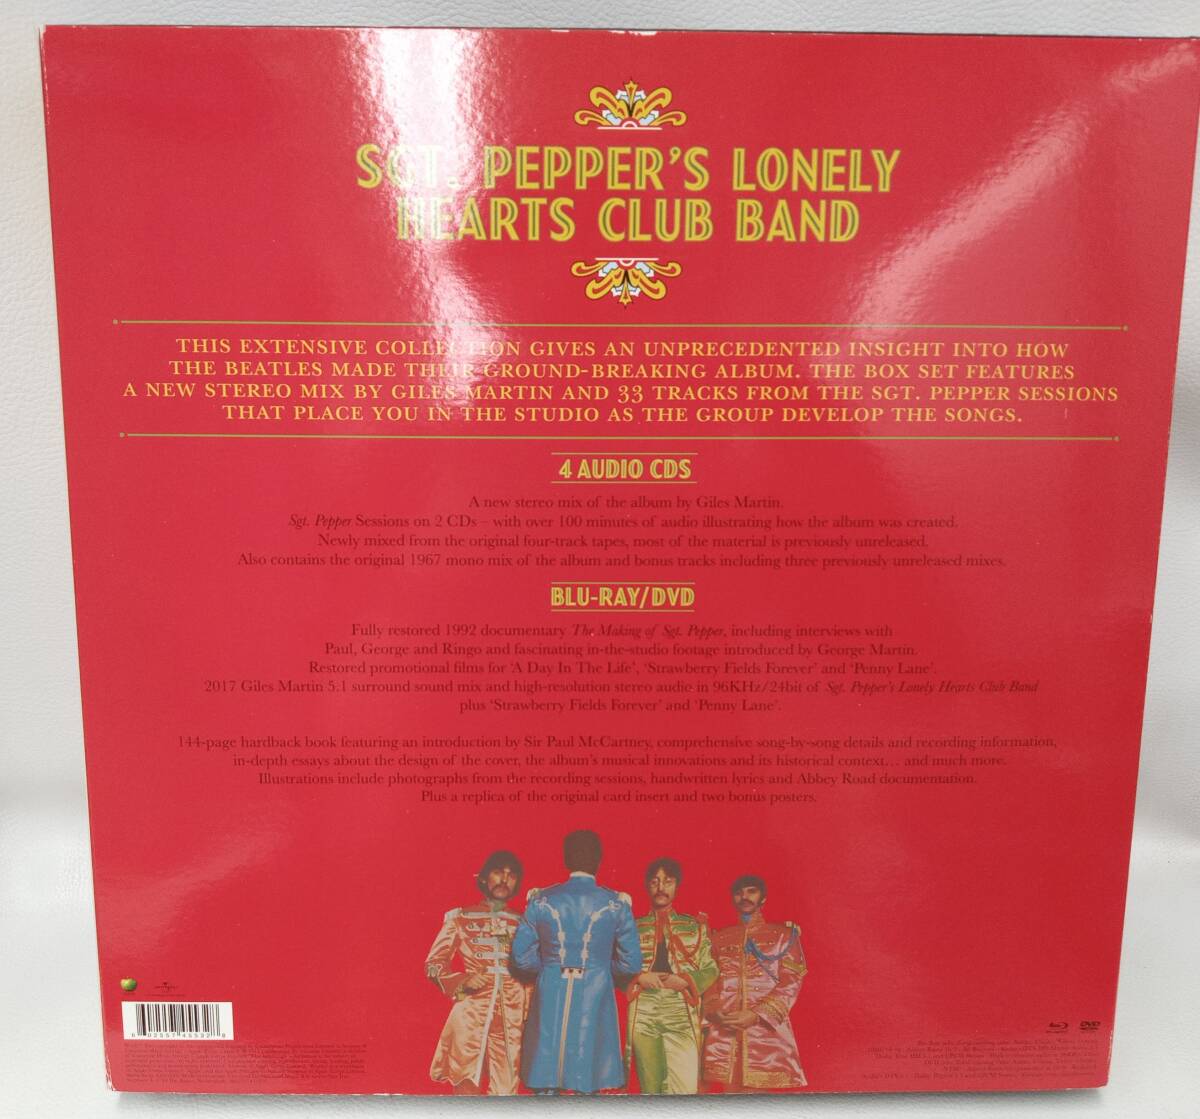 SGT. PEPPER'S LONELY
HEARTS CLUB BAND
THIS EXTENSIVE COLLECTION GIVES AN UNPRECEDENTED INSIGHT INTO HOW
THE BEATLES MADE THEIR GROUND-BREAKING ALBUM. THE BOX SET FEATURES
A NEW STEREO MIX BY GILES MARTIN AND 33 TRACKS FROM THE SGT. PEPPER SESSIONS
THAT PLACE YOU IN THE STUDIO AS THE GROUP DEVELOP THE SONGS.
4 AUDIO CDS
A new stereo mix of the album by Giles Martin.
Sgt. Pepper Sessions on 2 CDs – with over 100 minutes of audio illustrating how the album was created.
Newly mixed from the original four-track tapes, most of the material is previously unreleased.
Also contains the original 1967 mono mix of the album and bonus tracks including three previously unreleased mixes.
BLU-RAY/DVD
Fully restored 1992 documentary The Making of Sgt. Pepper, including interviews with
Paul, George and Ringo and fascinating in-the-studio footage introduced by George Martin.
Restored promotional films for 'A Day In The Life', 'Strawberry Fields Forever' and 'Penny Lane'.
2017 Giles Martin 5.1 surround sound mix and high-resolution stereo audio in 96KHz/24bit of Sgt. Pepper's Lonely Hearts Club Band
plus 'Strawberry Fields Forever' and 'Penny Lane'.
144-page hardback book featuring an introduction by Sir Paul McCartney, comprehensive song-by-song details and recording information,
in-depth essays about the design of the cover, the album's musical innovations and its historical context... and much more.
Illustrations include photographs from the recording sessions, handwritten lyrics and Abbey Road documentation.
Plus a replica of the original card insert and two bonus posters.
6 02557 45532 8
DVD